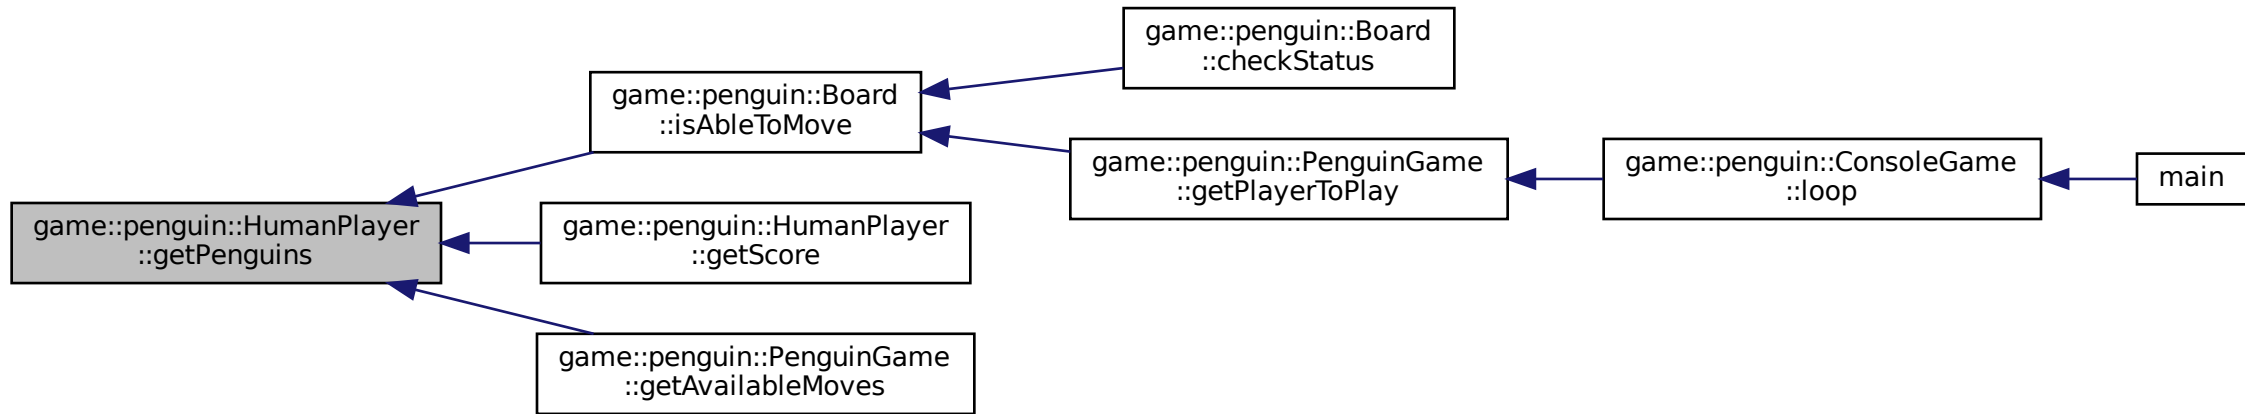 game::penguin::HumanPlayer
::getPenguins
game::penguin::Board
::isAbleToMove
game::penguin::Board
::checkStatus
game::penguin::PenguinGame
::getPlayerToPlay
game::penguin::ConsoleGame
::loop
main
game::penguin::HumanPlayer
::getScore
game::penguin::PenguinGame
::getAvailableMoves